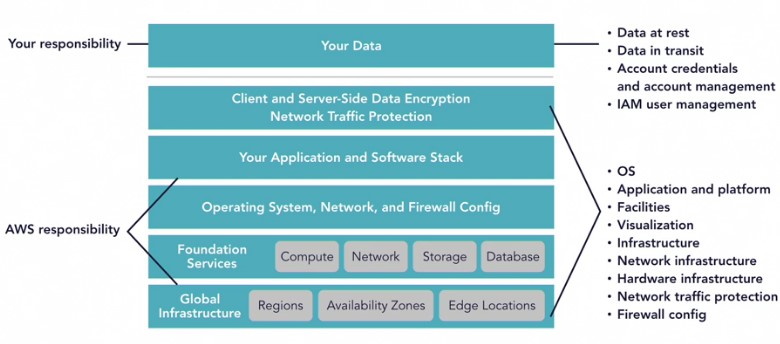 Your responsibility
Your Data
• Data at rest
• Data in transit
• Account credentials
and account management
• IAM user management
Client and Server-Side Data Encryption
Network Traffic Protection
Your Application and Software Stack
Operating System, Network, and Firewall Config
AWS responsibility
Foundation
Services
Compute
Network
Storage
Database
Global
Infrastructure
Regions
Availability Zones
Edge Locations
• OS
• Application and platform
• Facilities
• Visualization
• Infrastructure
• Network infrastructure
• Hardware infrastructure
• Network traffic protection
• Firewall config